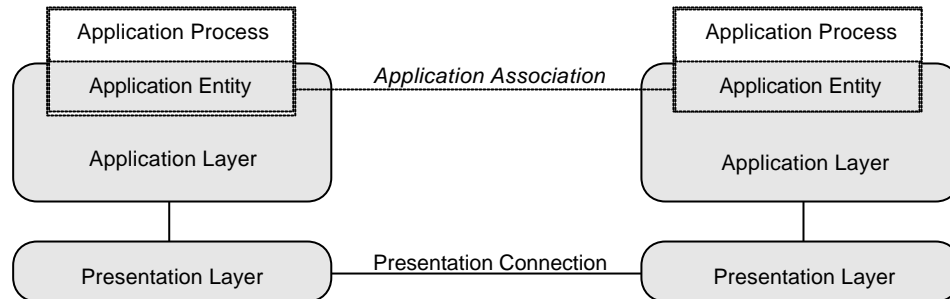 Application Process
Application Process
Application Entity
Application Association
Application Entity
Application Layer
Application Layer
Presentation Layer
Presentation Connection
Presentation Layer